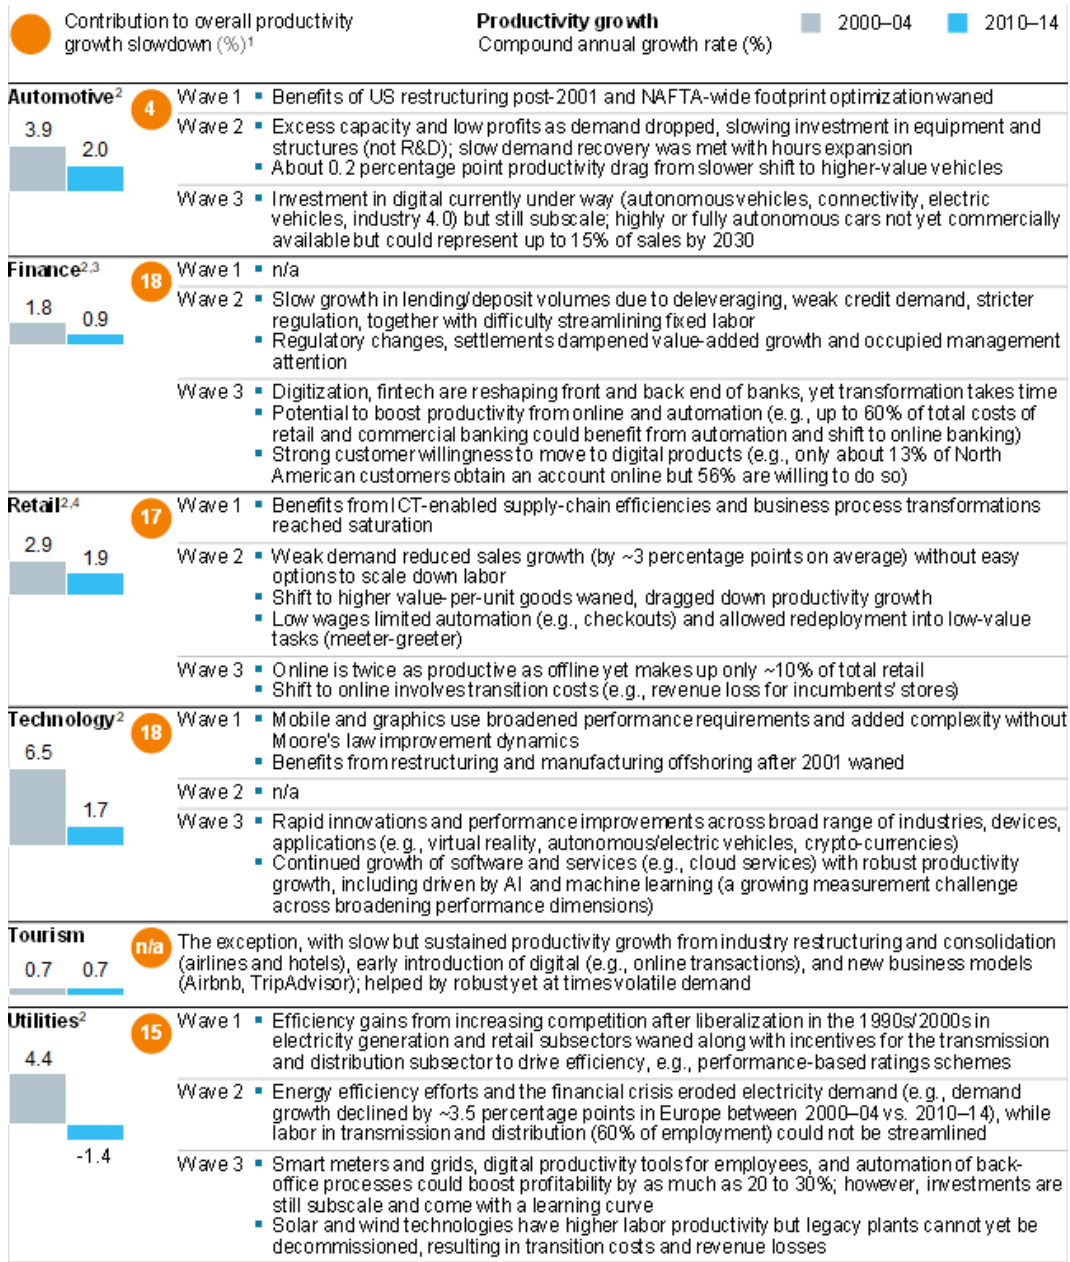 Contribution to overall productivity
growth slowdown (%)¹
Productivity growth
Compound annual growth rate (%)
2000–04
2010–14
Automotive²
4
3.9
2.0
Wave 1 ▪ Benefits of US restructuring post-2001 and NAFTA-wide footprint optimization waned
Wave 2 ▪ Excess capacity and low profits as demand dropped, slowing investment in equipment and
structures (not R&D); slow demand recovery was met with hours expansion
▪ About 0.2 percentage point productivity drag from slower shift to higher-value vehicles
Wave 3 ▪ Investment in digital currently under way (autonomous vehicles, connectivity, electric
vehicles, industry 4.0) but still subscale; highly or fully autonomous cars not yet commercially
available but could represent up to 15% of sales by 2030
Finance²,³
18
1.8
0.9
Wave 1 ▪ n/a
Wave 2 ▪ Slow growth in lending/deposit volumes due to deleveraging, weak credit demand, stricter
regulation, together with difficulty streamlining fixed labor
▪ Regulatory changes, settlements dampened value-added growth and occupied management
attention
Wave 3 ▪ Digitization, fintech are reshaping front and back end of banks, yet transformation takes time
▪ Potential to boost productivity from online and automation (e.g., up to 60% of total costs of
retail and commercial banking could benefit from automation and shift to online banking)
▪ Strong customer willingness to move to digital products (e.g., only about 13% of North
American customers obtain an account online but 56% are willing to do so)
Retail²,⁴
17
2.9
1.9
Wave 1 ▪ Benefits from ICT-enabled supply-chain efficiencies and business process transformations
reached saturation
Wave 2 ▪ Weak demand reduced sales growth (by ~3 percentage points on average) without easy
options to scale down labor
▪ Shift to higher value-per-unit goods waned, dragged down productivity growth
▪ Low wages limited automation (e.g., checkouts) and allowed redeployment into low-value
tasks (meeter-greeter)
Wave 3 ▪ Online is twice as productive as offline yet makes up only ~10% of total retail
▪ Shift to online involves transition costs (e.g., revenue loss for incumbents' stores)
Technology²
18
6.5
1.7
Wave 1 ▪ Mobile and graphics use broadened performance requirements and added complexity without
Moore's law improvement dynamics
▪ Benefits from restructuring and manufacturing offshoring after 2001 waned
Wave 2 ▪ n/a
Wave 3 ▪ Rapid innovations and performance improvements across broad range of industries, devices,
applications (e.g., virtual reality, autonomous/electric vehicles, crypto-currencies)
▪ Continued growth of software and services (e.g., cloud services) with robust productivity
growth, including driven by AI and machine learning (a growing measurement challenge
across broadening performance dimensions)
Tourism
n/a
0.7
0.7
The exception, with slow but sustained productivity growth from industry restructuring and consolidation
(airlines and hotels), early introduction of digital (e.g., online transactions), and new business models
(Airbnb, TripAdvisor); helped by robust yet at times volatile demand
Utilities²
15
4.4
-1.4
Wave 1 ▪ Efficiency gains from increasing competition after liberalization in the 1990s/2000s in
electricity generation and retail subsectors waned along with incentives for the transmission
and distribution subsector to drive efficiency, e.g., performance-based ratings schemes
Wave 2 ▪ Energy efficiency efforts and the financial crisis eroded electricity demand (e.g., demand
growth declined by ~3.5 percentage points in Europe between 2000–04 vs. 2010–14), while
labor in transmission and distribution (60% of employment) could not be streamlined
Wave 3 ▪ Smart meters and grids, digital productivity tools for employees, and automation of back-
office processes could boost profitability by as much as 20 to 30%; however, investments are
still subscale and come with a learning curve
▪ Solar and wind technologies have higher labor productivity but legacy plants cannot yet be
decommissioned, resulting in transition costs and revenue losses